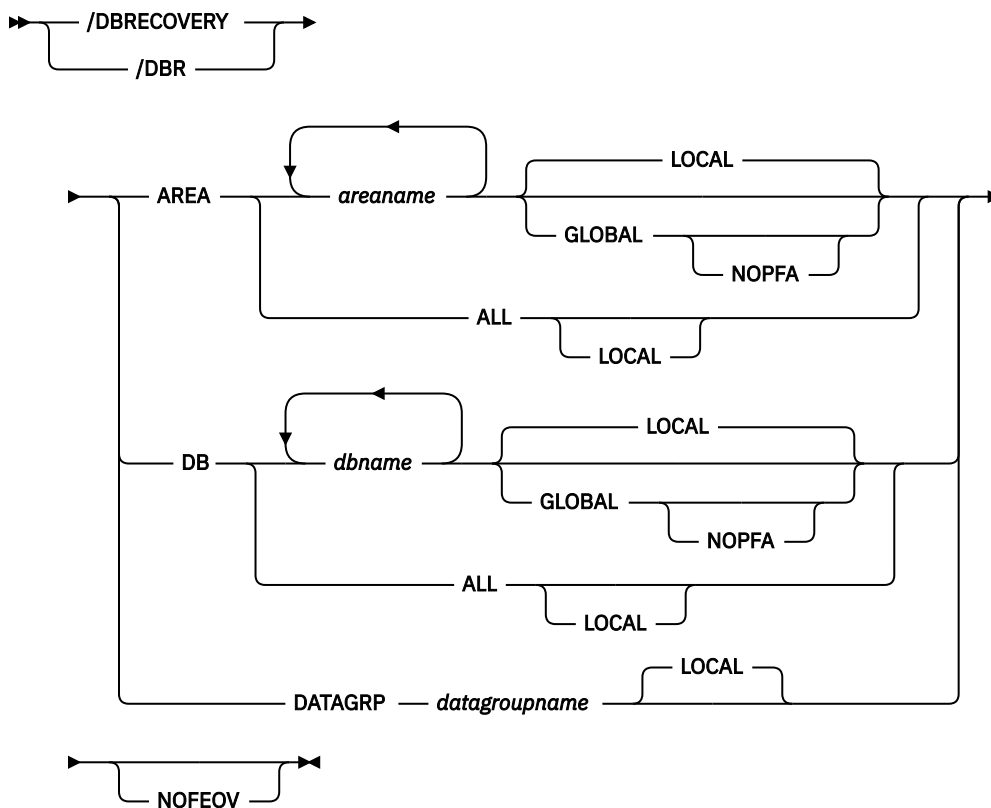 /DBRECOVERY
/DBR
LOCAL
AREA areaname
GLOBAL
NOPFA
ALL
LOCAL
LOCAL
DB dbname
GLOBAL
NOPFA
ALL
LOCAL
LOCAL
DATAGRP datagroupname
NOFEOV